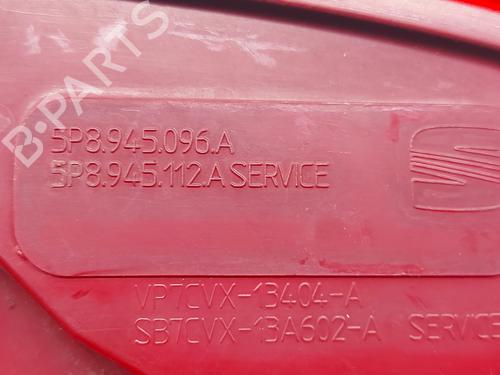 B-PARTS
5P8.945.096.A
5P8.945.112.A SERVICE
VP7CVX-13404-A
SB7CVX-13A602-A SERVICE